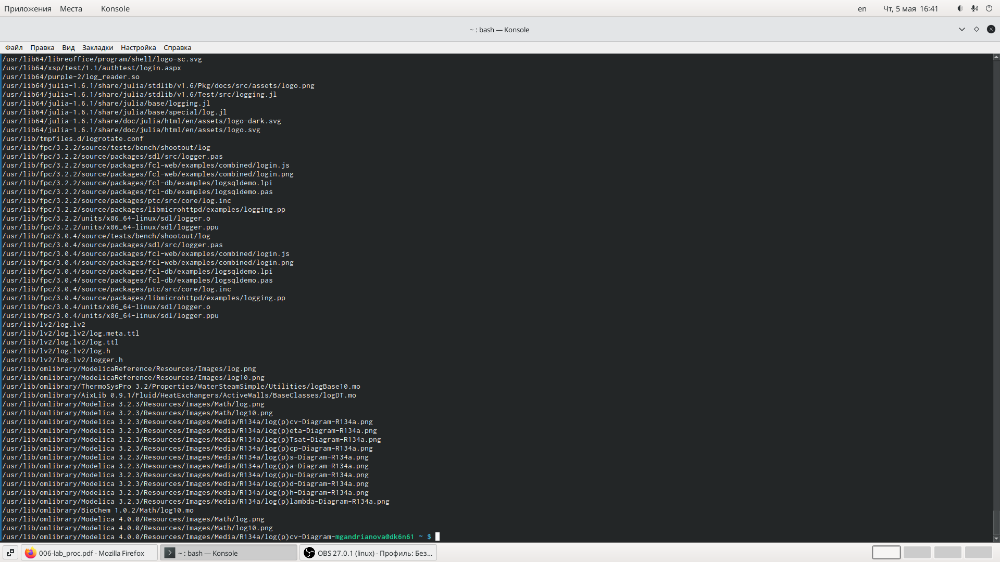 Приложения Места Konsole en Чт, 5 мая 16:41
~ : bash — Konsole
Файл Правка Вид Закладки Настройка Справка
/usr/lib64/libreoffice/program/shell/logo-sc.svg
/usr/lib64/xsp/test/1.1/authtest/login.aspx
/usr/lib64/purple-2/log_reader.so
/usr/lib64/julia-1.6.1/share/julia/stdlib/v1.6/Pkg/docs/src/assets/logo.png
/usr/lib64/julia-1.6.1/share/julia/stdlib/v1.6/Test/src/logging.jl
/usr/lib64/julia-1.6.1/share/julia/base/logging.jl
/usr/lib64/julia-1.6.1/share/julia/base/special/log.jl
/usr/lib64/julia-1.6.1/share/doc/julia/html/en/assets/logo-dark.svg
/usr/lib64/julia-1.6.1/share/doc/julia/html/en/assets/logo.svg
/usr/lib/tmpfiles.d/logrotate.conf
/usr/lib/fpc/3.2.2/source/tests/bench/shootout/log
/usr/lib/fpc/3.2.2/source/packages/sdl/src/logger.pas
/usr/lib/fpc/3.2.2/source/packages/fcl-web/examples/combined/login.js
/usr/lib/fpc/3.2.2/source/packages/fcl-web/examples/combined/login.png
/usr/lib/fpc/3.2.2/source/packages/fcl-db/examples/logsqldemo.lpi
/usr/lib/fpc/3.2.2/source/packages/fcl-db/examples/logsqldemo.pas
/usr/lib/fpc/3.2.2/source/packages/ptc/src/core/log.inc
/usr/lib/fpc/3.2.2/source/packages/libmicrohttpd/examples/logging.pp
/usr/lib/fpc/3.2.2/units/x86_64-linux/sdl/logger.o
/usr/lib/fpc/3.2.2/units/x86_64-linux/sdl/logger.ppu
/usr/lib/fpc/3.0.4/source/tests/bench/shootout/log
/usr/lib/fpc/3.0.4/source/packages/sdl/src/logger.pas
/usr/lib/fpc/3.0.4/source/packages/fcl-web/examples/combined/login.js
/usr/lib/fpc/3.0.4/source/packages/fcl-web/examples/combined/login.png
/usr/lib/fpc/3.0.4/source/packages/fcl-db/examples/logsqldemo.lpi
/usr/lib/fpc/3.0.4/source/packages/fcl-db/examples/logsqldemo.pas
/usr/lib/fpc/3.0.4/source/packages/ptc/src/core/log.inc
/usr/lib/fpc/3.0.4/source/packages/libmicrohttpd/examples/logging.pp
/usr/lib/fpc/3.0.4/units/x86_64-linux/sdl/logger.o
/usr/lib/fpc/3.0.4/units/x86_64-linux/sdl/logger.ppu
/usr/lib/lv2/log.lv2
/usr/lib/lv2/log.lv2/log.meta.ttl
/usr/lib/lv2/log.lv2/log.ttl
/usr/lib/lv2/log.lv2/log.h
/usr/lib/lv2/log.lv2/logger.h
/usr/lib/omlibrary/ModelicaReference/Resources/Images/log.png
/usr/lib/omlibrary/ModelicaReference/Resources/Images/log10.png
/usr/lib/omlibrary/ThermoSysPro 3.2/Properties/WaterSteamSimple/Utilities/logBase10.mo
/usr/lib/omlibrary/AixLib 0.9.1/Fluid/HeatExchangers/ActiveWalls/BaseClasses/logDT.mo
/usr/lib/omlibrary/Modelica 3.2.3/Resources/Images/Math/log.png
/usr/lib/omlibrary/Modelica 3.2.3/Resources/Images/Math/log10.png
/usr/lib/omlibrary/Modelica 3.2.3/Resources/Images/Media/R134a/log(p)cv-Diagram-R134a.png
/usr/lib/omlibrary/Modelica 3.2.3/Resources/Images/Media/R134a/log(p)eta-Diagram-R134a.png
/usr/lib/omlibrary/Modelica 3.2.3/Resources/Images/Media/R134a/log(p)Tsat-Diagram-R134a.png
/usr/lib/omlibrary/Modelica 3.2.3/Resources/Images/Media/R134a/log(p)cp-Diagram-R134a.png
/usr/lib/omlibrary/Modelica 3.2.3/Resources/Images/Media/R134a/log(p)s-Diagram-R134a.png
/usr/lib/omlibrary/Modelica 3.2.3/Resources/Images/Media/R134a/log(p)a-Diagram-R134a.png
/usr/lib/omlibrary/Modelica 3.2.3/Resources/Images/Media/R134a/log(p)u-Diagram-R134a.png
/usr/lib/omlibrary/Modelica 3.2.3/Resources/Images/Media/R134a/log(p)d-Diagram-R134a.png
/usr/lib/omlibrary/Modelica 3.2.3/Resources/Images/Media/R134a/log(p)h-Diagram-R134a.png
/usr/lib/omlibrary/Modelica 3.2.3/Resources/Images/Media/R134a/log(p)lambda-Diagram-R134a.png
/usr/lib/omlibrary/BioChem 1.0.2/Math/log10.mo
/usr/lib/omlibrary/Modelica 4.0.0/Resources/Images/Math/log.png
/usr/lib/omlibrary/Modelica 4.0.0/Resources/Images/Math/log10.png
/usr/lib/omlibrary/Modelica 4.0.0/Resources/Images/Media/R134a/log(p)cv-Diagram-mgandrianova@dk6n61 ~ $
006-lab_proc.pdf - Mozilla Firefox ~ : bash — Konsole OBS 27.0.1 (linux) - Профиль: Без...